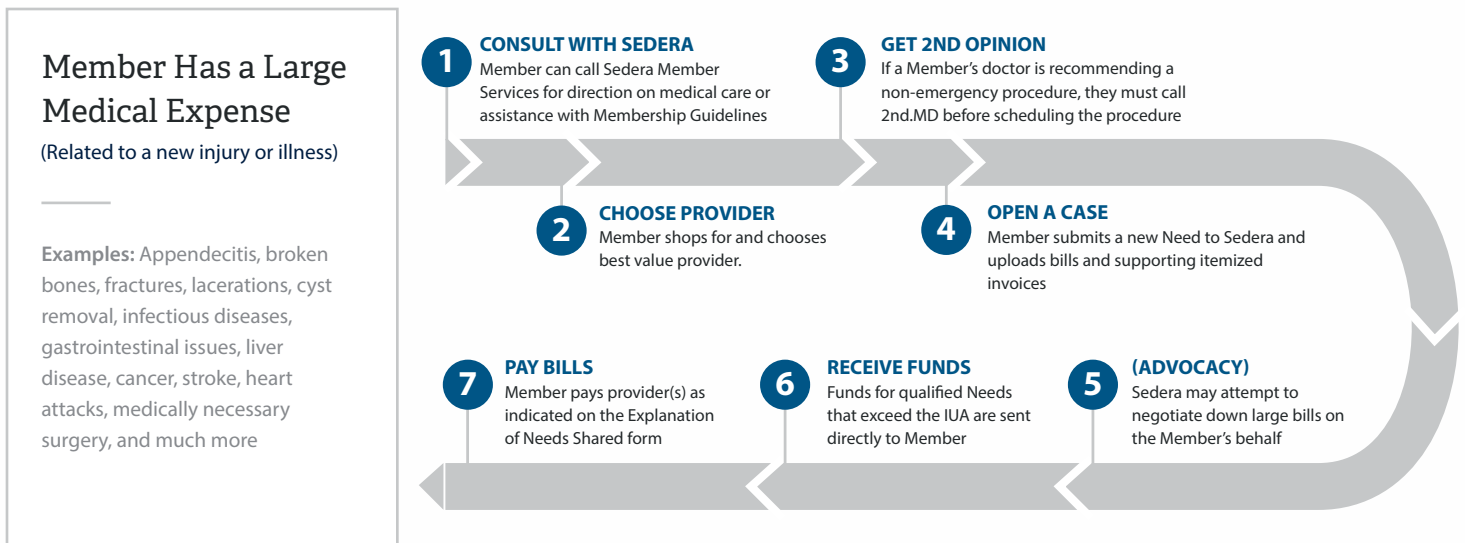 Member Has a Large
Medical Expense
(Related to a new injury or illness)
Examples: Appendecitis, broken
bones, fractures, lacerations, cyst
removal, infectious diseases,
gastrointestinal issues, liver
disease, cancer, stroke, heart
attacks, medically necessary
surgery, and much more
1
CONSULT WITH SEDERA
Member can call Sedera Member
Services for direction on medical care or
assistance with Membership Guidelines
2
CHOOSE PROVIDER
Member shops for and chooses
best value provider.
3
GET 2ND OPINION
If a Member’s doctor is recommending a
non-emergency procedure, they must call
2nd.MD before scheduling the procedure
4
OPEN A CASE
Member submits a new Need to Sedera and
uploads bills and supporting itemized
invoices
5
(ADVOCACY)
Sedera may attempt to
negotiate down large bills on
the Member’s behalf
6
RECEIVE FUNDS
Funds for qualified Needs
that exceed the IUA are sent
directly to Member
7
PAY BILLS
Member pays provider(s) as
indicated on the Explanation
of Needs Shared form